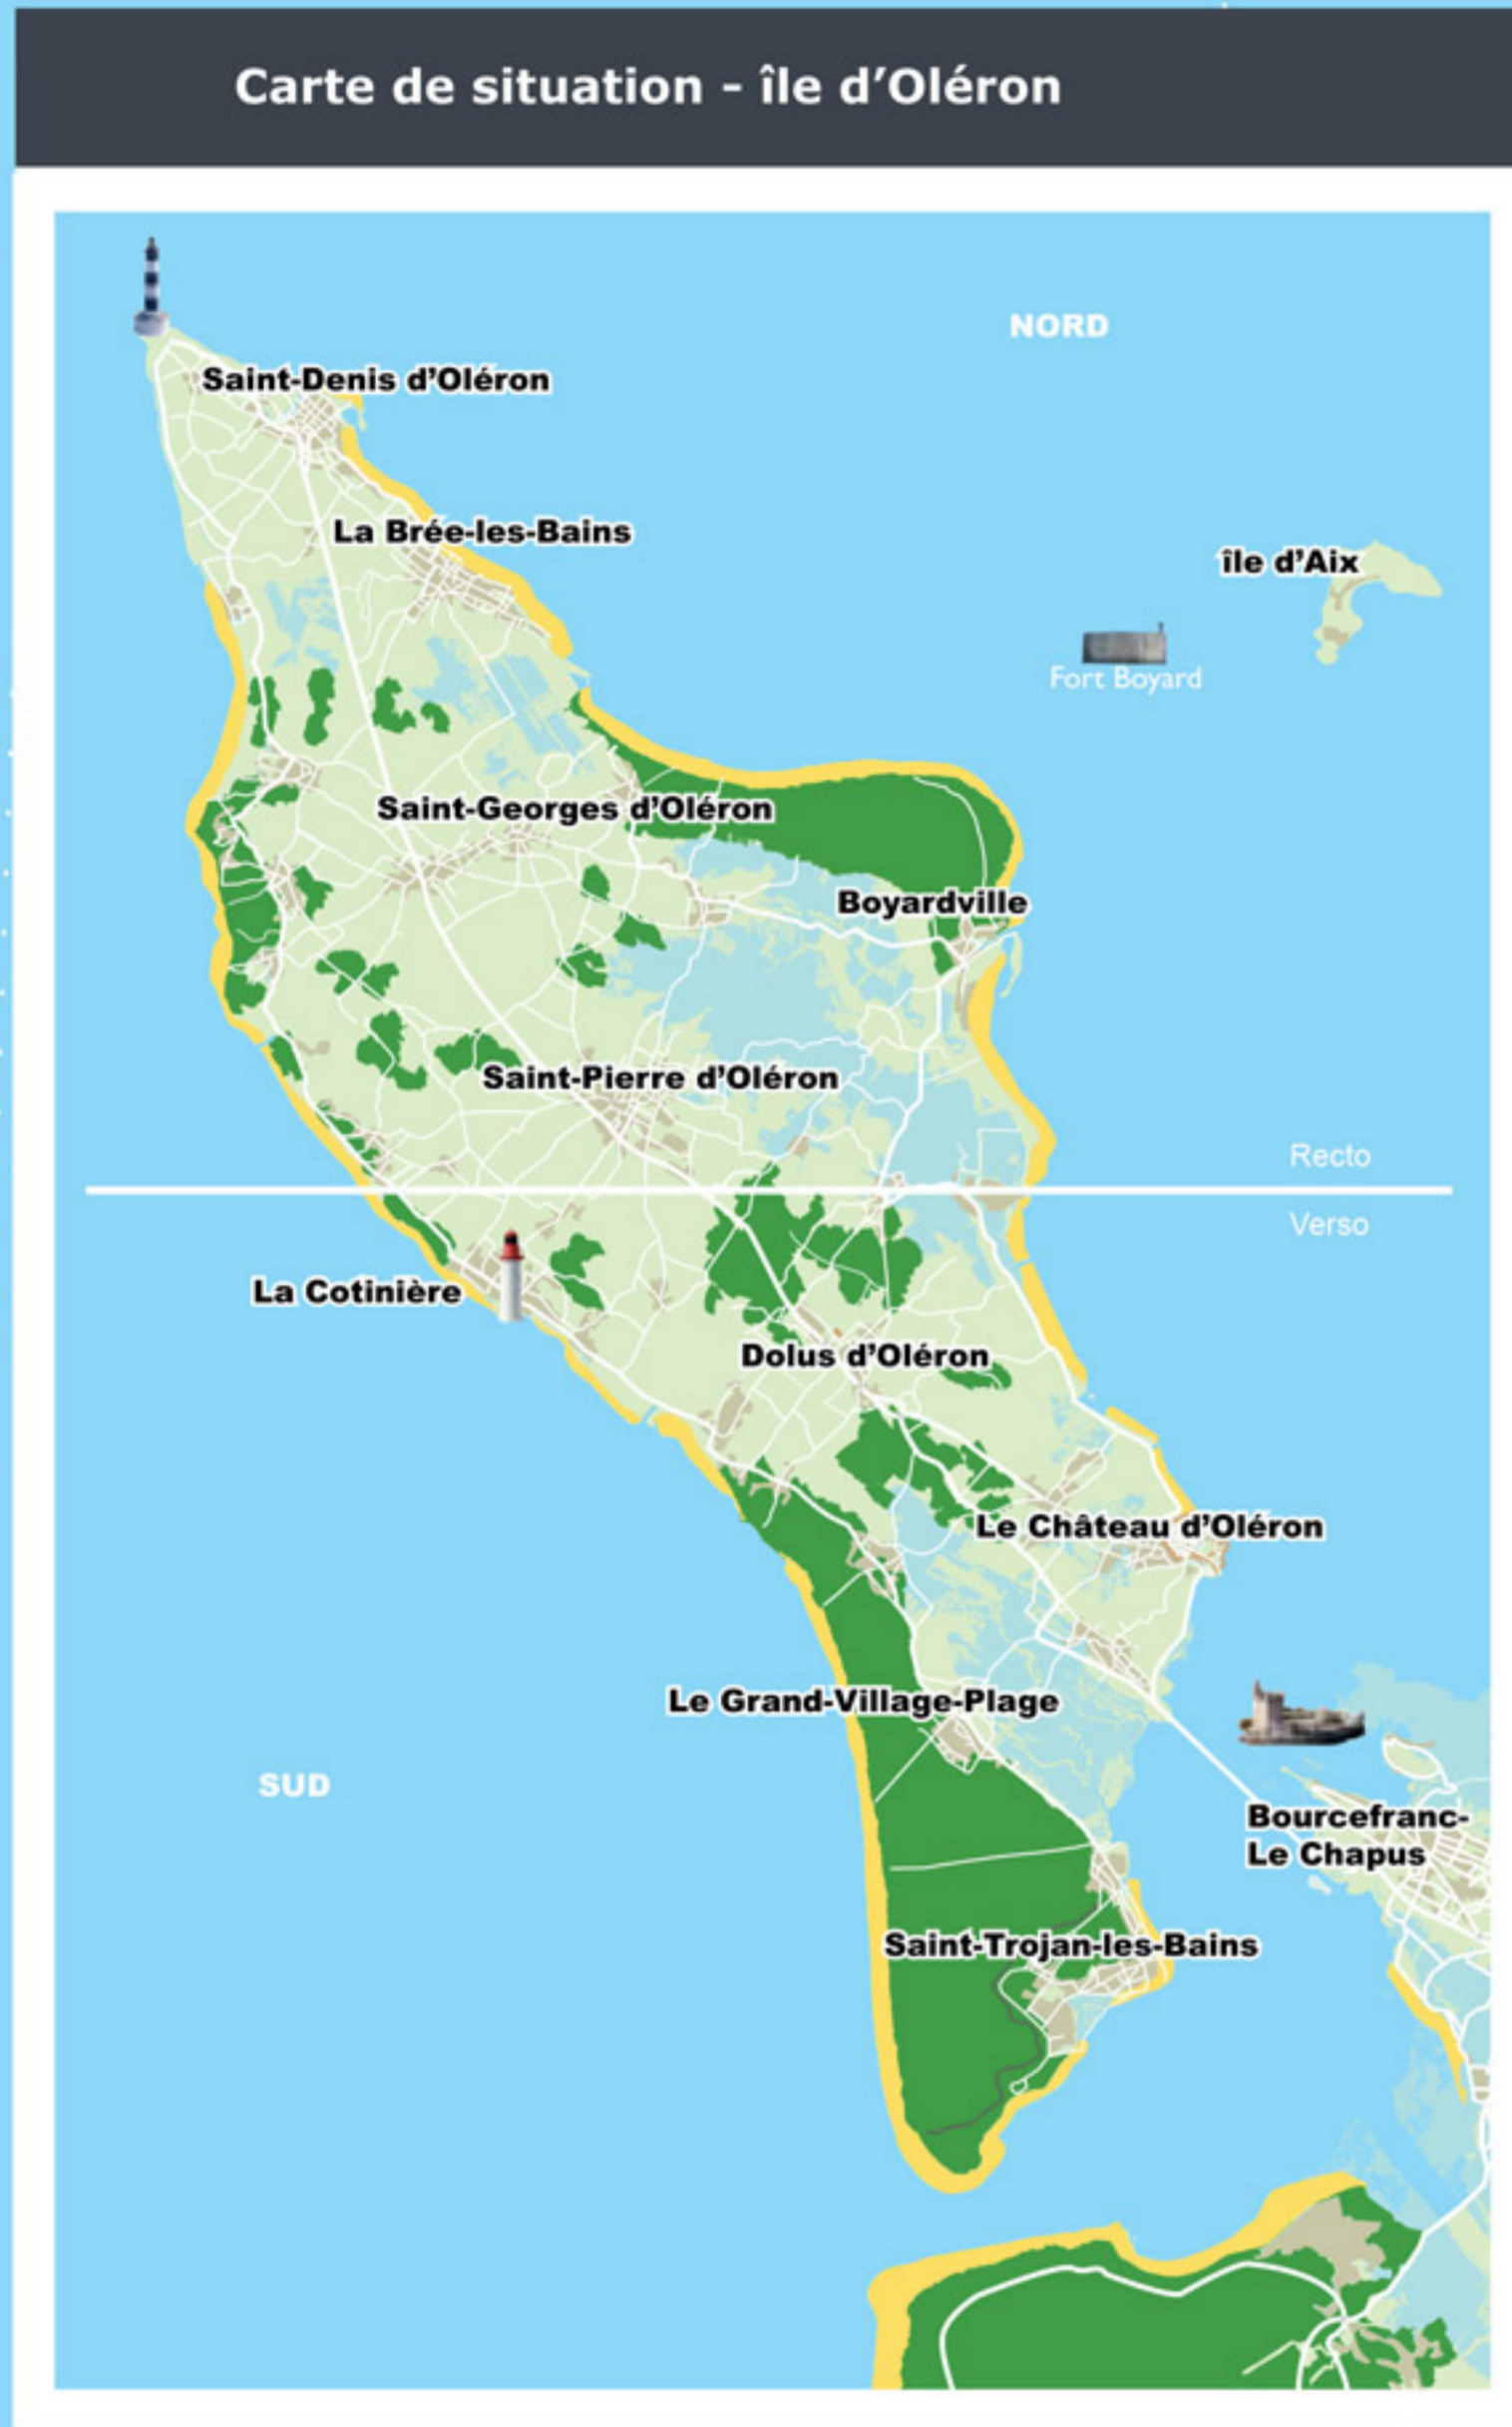 Carte de situation - île d'Oléron
NORD
Saint-Denis d'Oléron
La Brée-les-Bains
île d'Aix
Fort Boyard
Saint-Georges d'Oléron
Boyardville
Saint-Pierre d'Oléron
Recto
Verso
La Cotinière
Dolus d'Oléron
Le Château d'Oléron
Le Grand-Village-Plage
SUD
Bourcefranc-
Le Chapus
Saint-Trojan-les-Bains